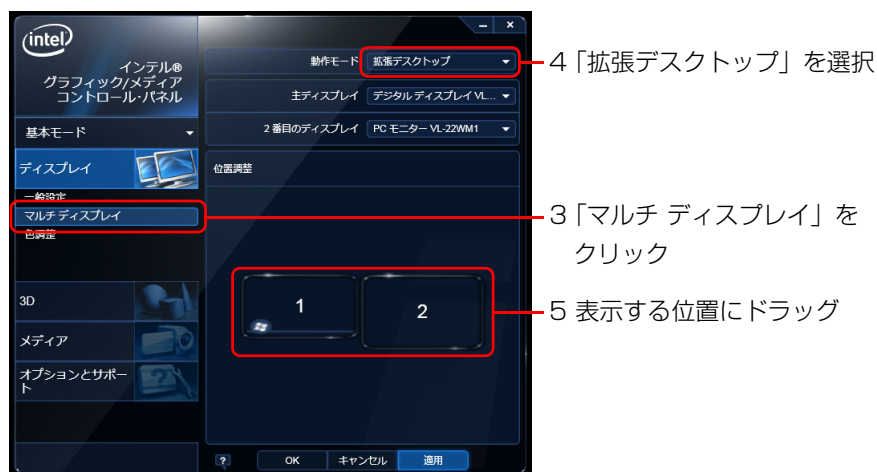 intel
インテル®
グラフィック/メディア
コントロール・パネル
基本モード
ディスプレイ
一般設定
マルチ ディスプレイ
色調整
3D
メディア
オプションとサポー
ト
動作モード 拡張デスクトップ
主ディスプレイ デジタル ディスプレイ VL...
2 番目のディスプレイ PC モニター VL-22WM1
位置調整
1
2
? OK キャンセル 適用
4「拡張デスクトップ」を選択
3「マルチ ディスプレイ」を
クリック
5 表示する位置にドラッグ